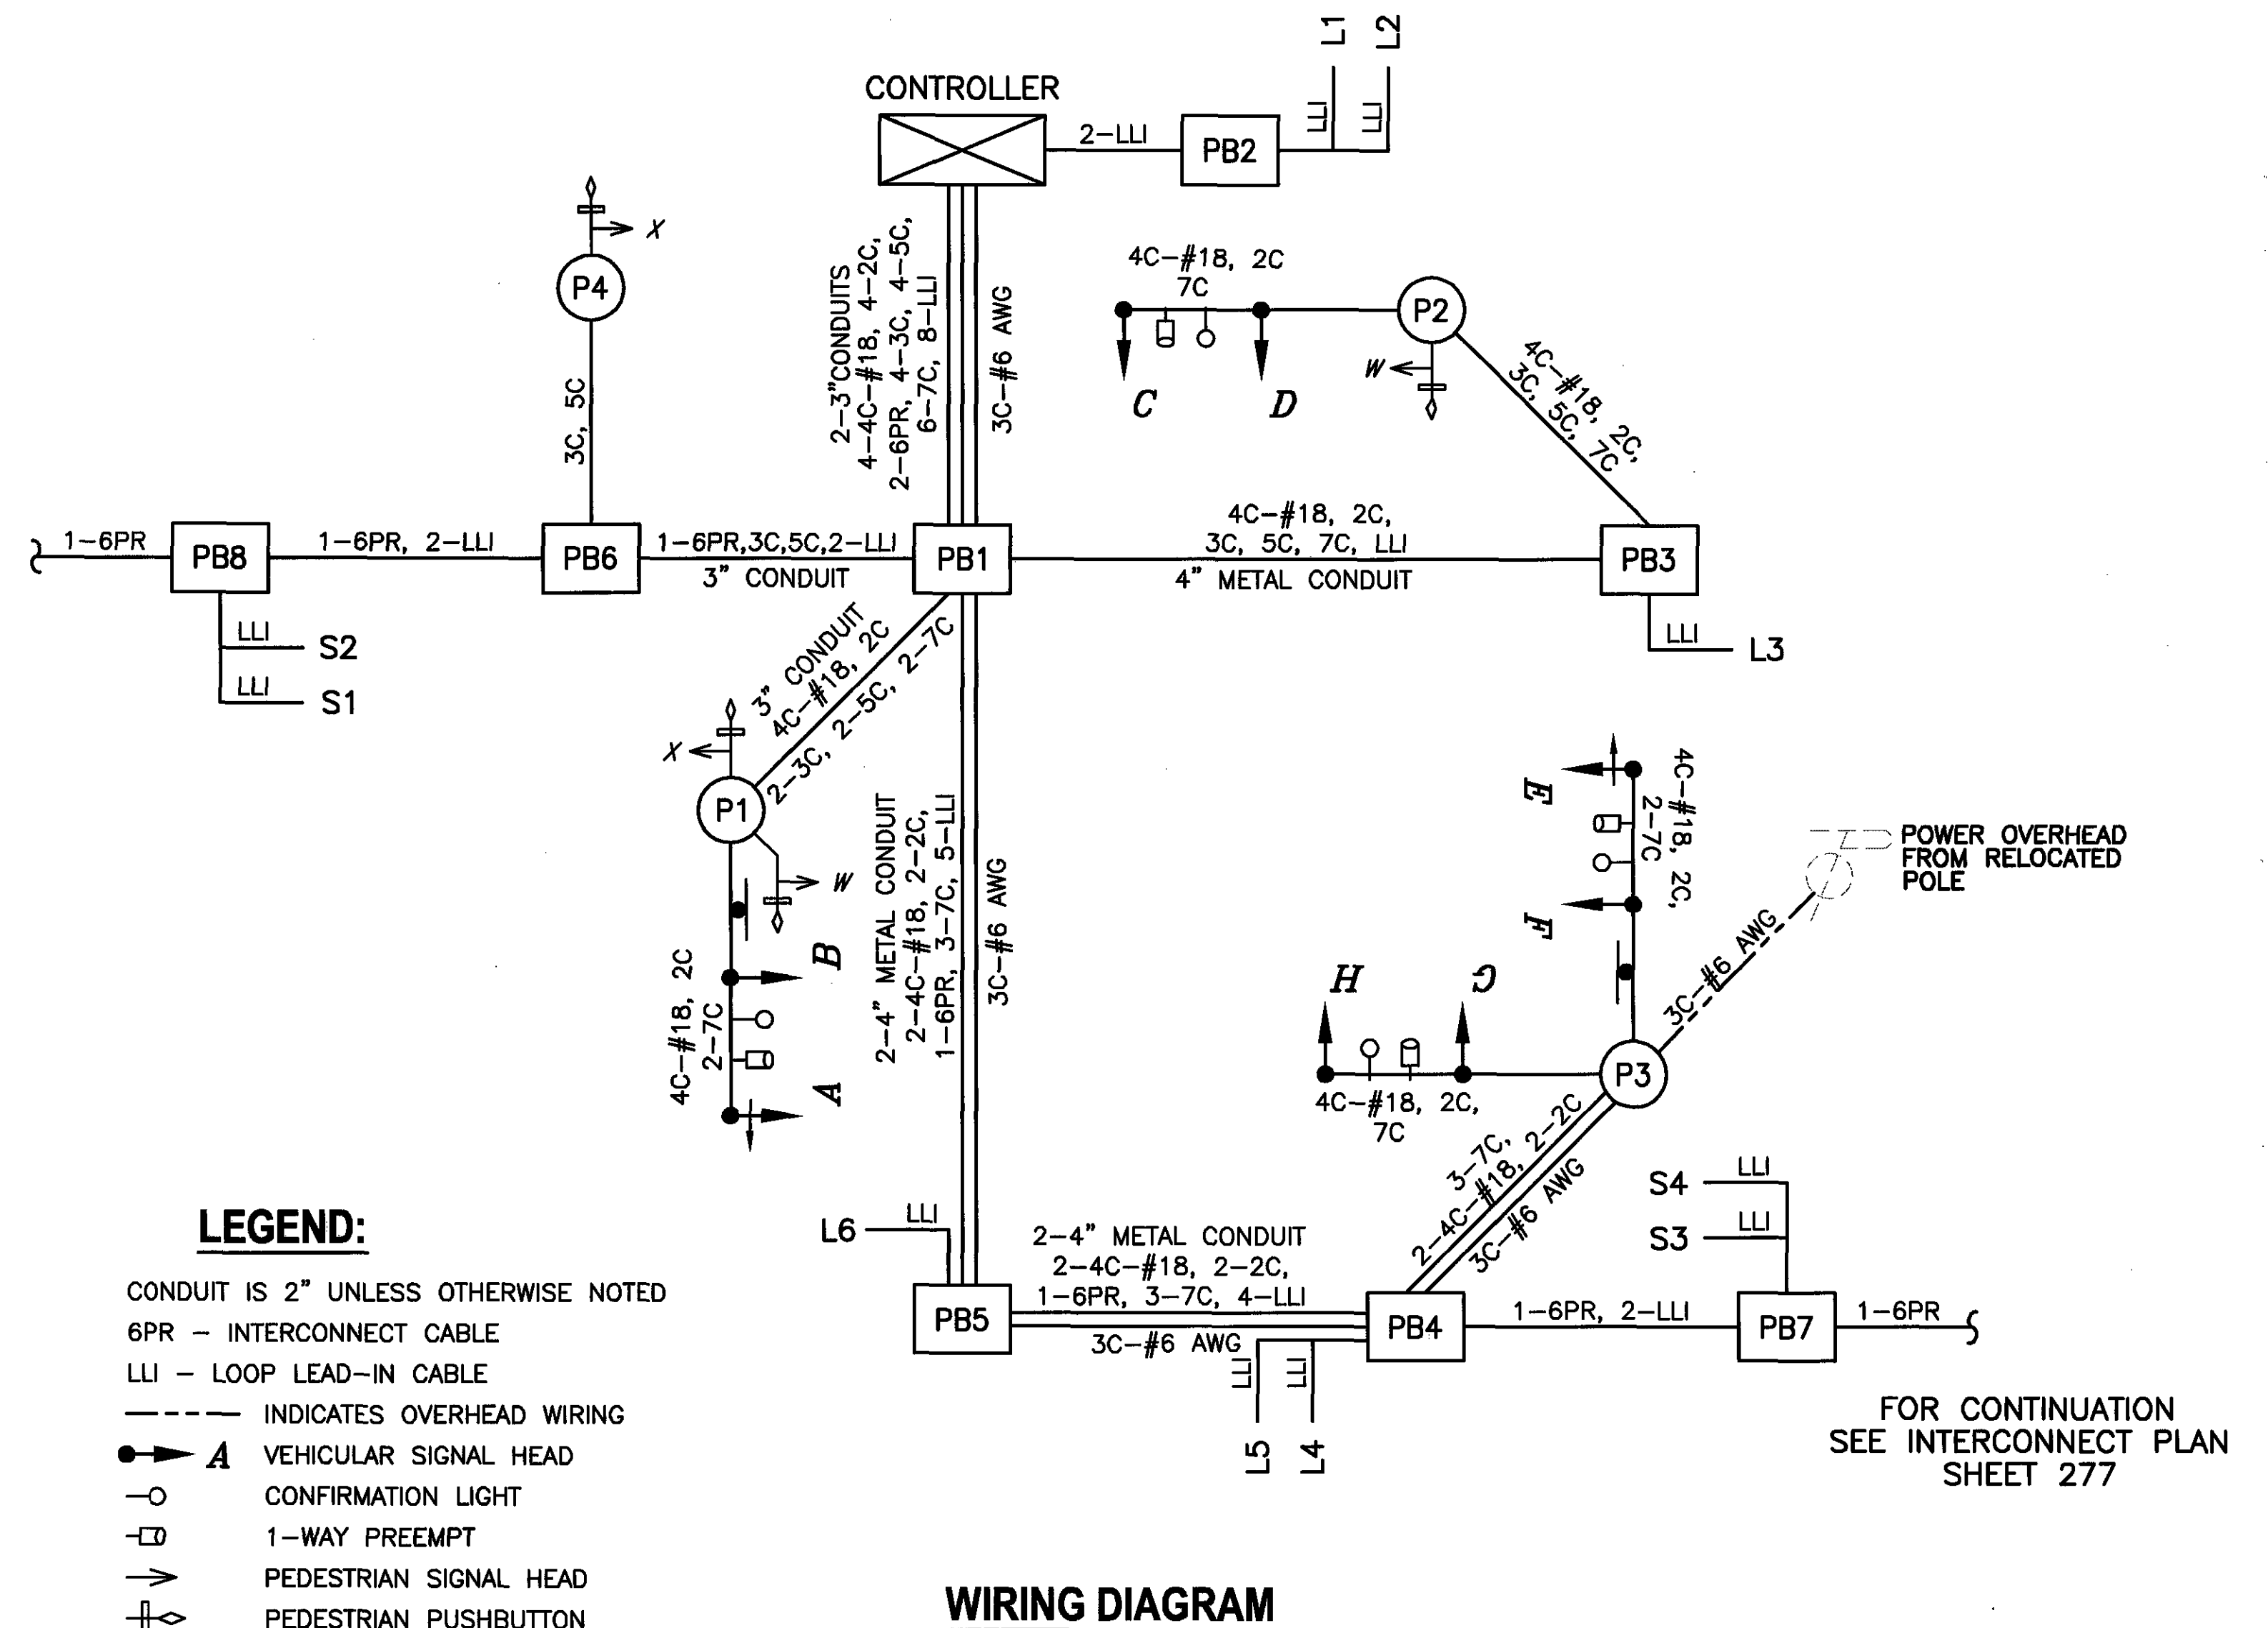 L1
L2
CONTROLLER
LLI
LLI
2-LLI
PB2
X
P4
3C, 5C
2-3"CONDUITS
4-4C-#18, 4-2C,
2-6PR, 4-3C, 4-5C,
6-7C, 8-LLI
3C-#6 AWG
4C-#18, 2C
7C
P2
W
C
D
4C-#18, 2C,
3C, 5C, 7C
1-6PR
PB8
1-6PR, 2-LLI
PB6
1-6PR,3C,5C,2-LLI
3" CONDUIT
PB1
4C-#18, 2C,
3C, 5C, 7C, LLI
4" METAL CONDUIT
PB3
LLI
S2
LLI
S1
LLI
L3
3" CONDUIT
4C-#18, 2C
2-3C, 2-5C, 2-7C
X
P1
W
B
A
4C-#18, 2C
2-7C
2-4" METAL CONDUIT
2-4C-#18, 2-2C,
1-6PR, 3-7C, 5-LLI
3C-#6 AWG
E
F
4C-#18, 2C,
2-7C
POWER OVERHEAD
FROM RELOCATED
POLE
3C-#6 AWG
H
G
P3
4C-#18, 2C,
7C
3-7C,
2-4C-#18, 2-2C
3C-#6 AWG
S4
LLI
S3
LLI
L6
LLI
PB5
2-4" METAL CONDUIT
2-4C-#18, 2-2C,
1-6PR, 3-7C, 4-LLI
3C-#6 AWG
PB4
1-6PR, 2-LLI
PB7
1-6PR
LLI
LLI
L5
L4
FOR CONTINUATION
SEE INTERCONNECT PLAN
SHEET 277
LEGEND:
CONDUIT IS 2" UNLESS OTHERWISE NOTED
6PR - INTERCONNECT CABLE
LLI - LOOP LEAD-IN CABLE
INDICATES OVERHEAD WIRING
A VEHICULAR SIGNAL HEAD
CONFIRMATION LIGHT
1-WAY PREEMPT
PEDESTRIAN SIGNAL HEAD
PEDESTRIAN PUSHBUTTON
WIRING DIAGRAM